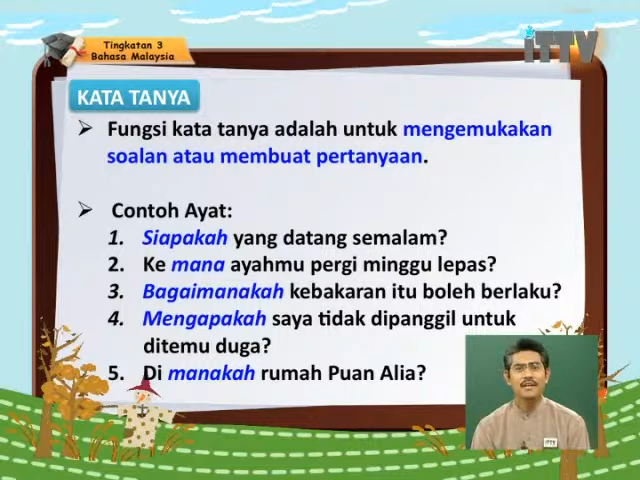 Tingkatan 3
Bahasa Malaysia
iTTV
KATA TANYA
Fungsi kata tanya adalah untuk mengemukakan
soalan atau membuat pertanyaan.
Contoh Ayat:
1. Siapakah yang datang semalam?
2. Ke mana ayahmu pergi minggu lepas?
3. Bagaimanakah kebakaran itu boleh berlaku?
4. Mengapakah saya tidak dipanggil untuk
ditemu duga?
5. Di manakah rumah Puan Alia?
iTTV